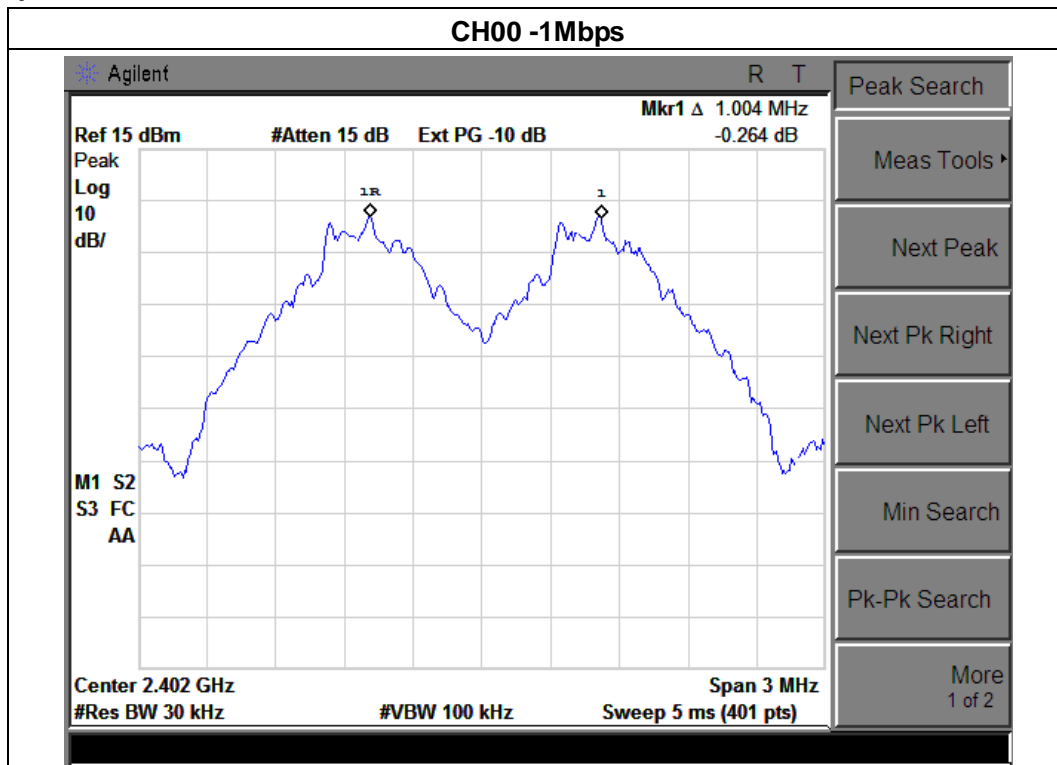 CH00 -1Mbps
Agilent R T
Peak Search
Mkr1 Δ 1.004 MHz
Ref 15 dBm #Atten 15 dB Ext PG -10 dB -0.264 dB
Peak
Log
10
dB/
1R
1
Meas Tools
Next Peak
Next Pk Right
Next Pk Left
M1 S2
S3 FC
AA
Min Search
Pk-Pk Search
Center 2.402 GHz Span 3 MHz
#Res BW 30 kHz #VBW 100 kHz Sweep 5 ms (401 pts)
More
1 of 2